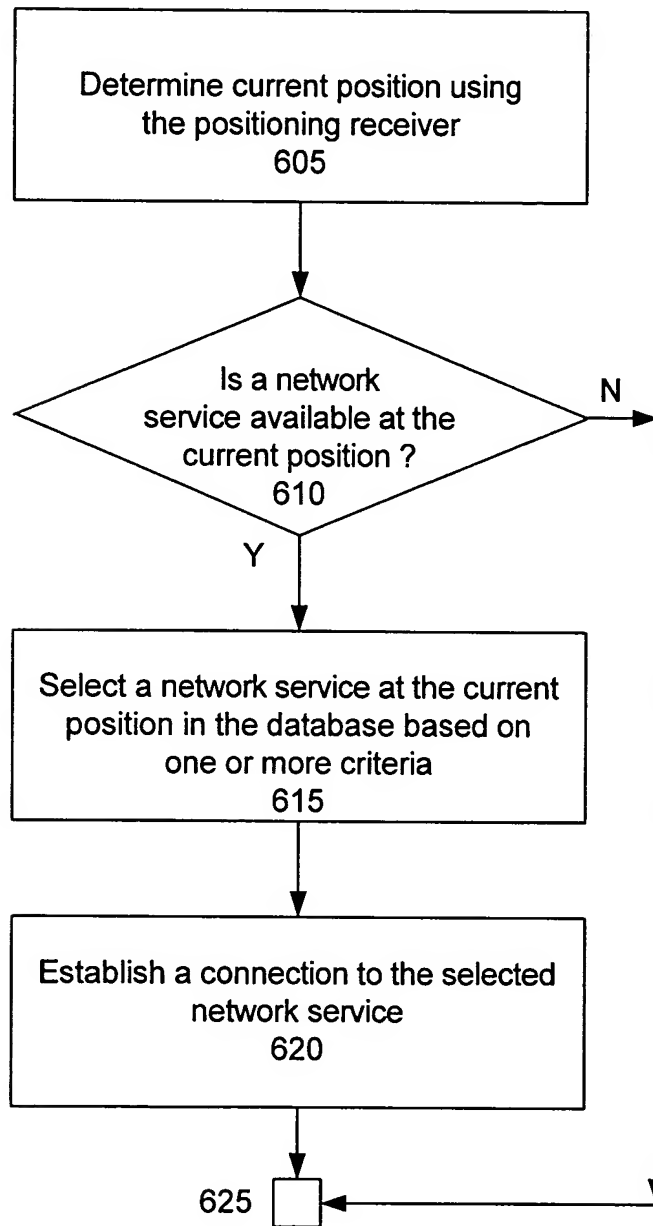 Determine current position using
the positioning receiver
605
Is a network
service available at the
current position ?
610
N
Y
Select a network service at the current
position in the database based on
one or more criteria
615
Establish a connection to the selected
network service
620
625